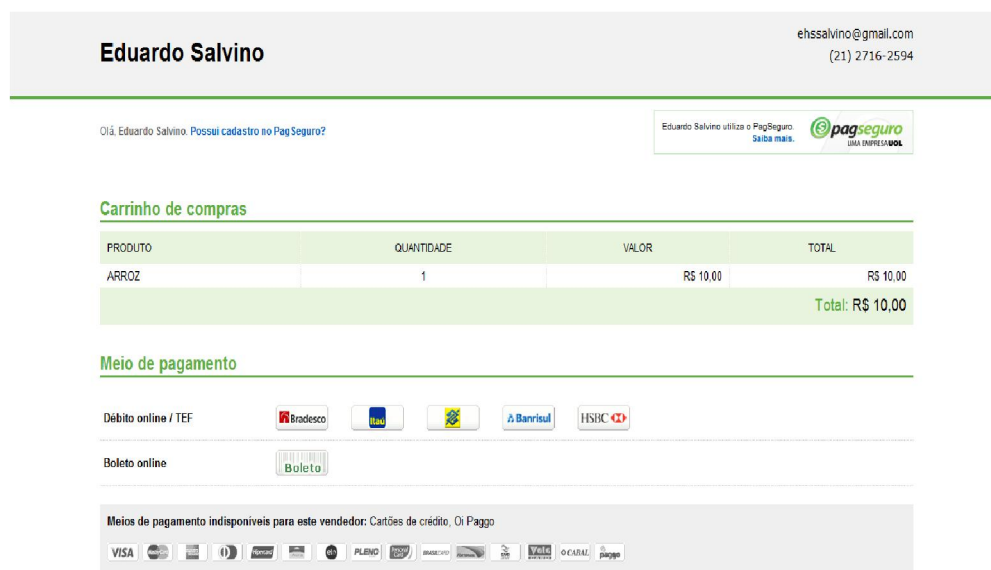 Eduardo Salvino
ehssalvino@gmail.com
(21) 2716-2594
Olá, Eduardo Salvino. Possui cadastro no PagSeguro?
Eduardo Salvino utiliza o PagSeguro.
Saiba mais.
pagseguro
UMA EMPRESA UOL
Carrinho de compras
PRODUTO QUANTIDADE VALOR TOTAL
ARROZ 1 R$ 10,00 R$ 10,00
Total: R$ 10,00
Meio de pagamento
Débito online / TEF Bradesco Itaú Banrisul HSBC
Boleto online Boleto
Meios de pagamento indisponíveis para este vendedor: Cartões de crédito, Oi Paggo
VISA PLENO CABAL paggo